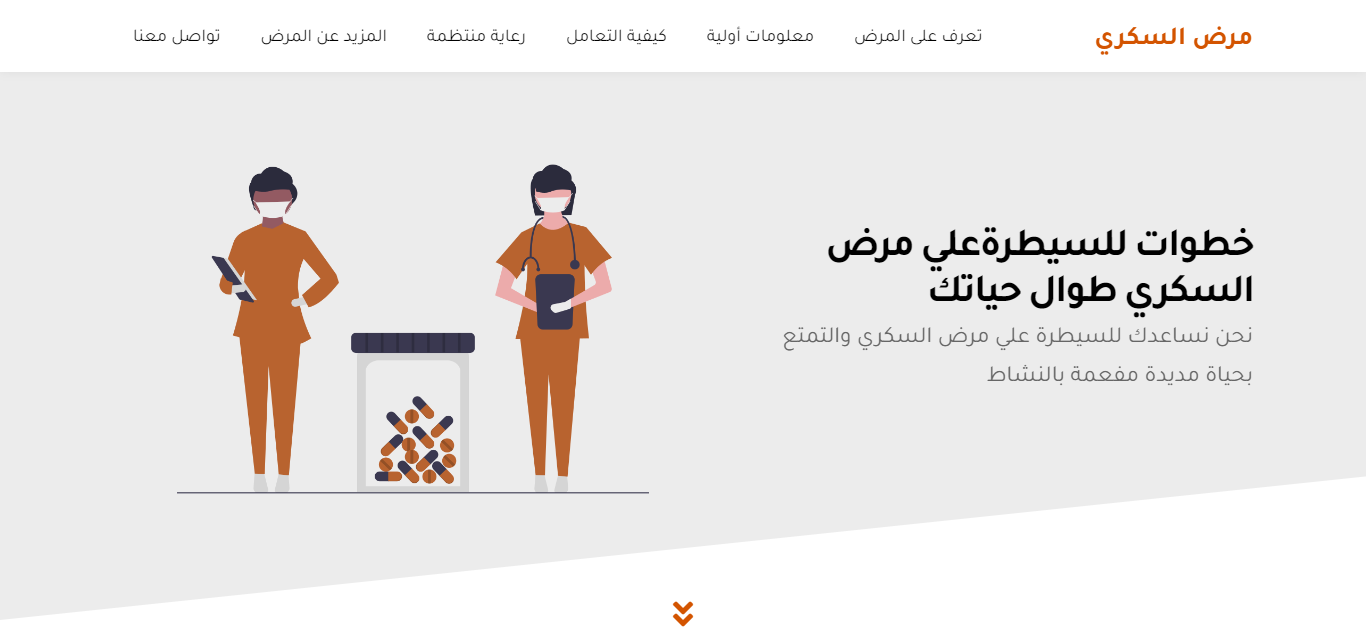 مرض السكري
تعرف على المرض
معلومات أولية
كيفية التعامل
رعاية منتظمة
المزيد عن المرض
تواصل معنا
خطوات للسيطرةعلي مرض
السكري طوال حياتك
نحن نساعدك للسيطرة علي مرض السكري والتمتع
بحياة مديدة مفعمة بالنشاط